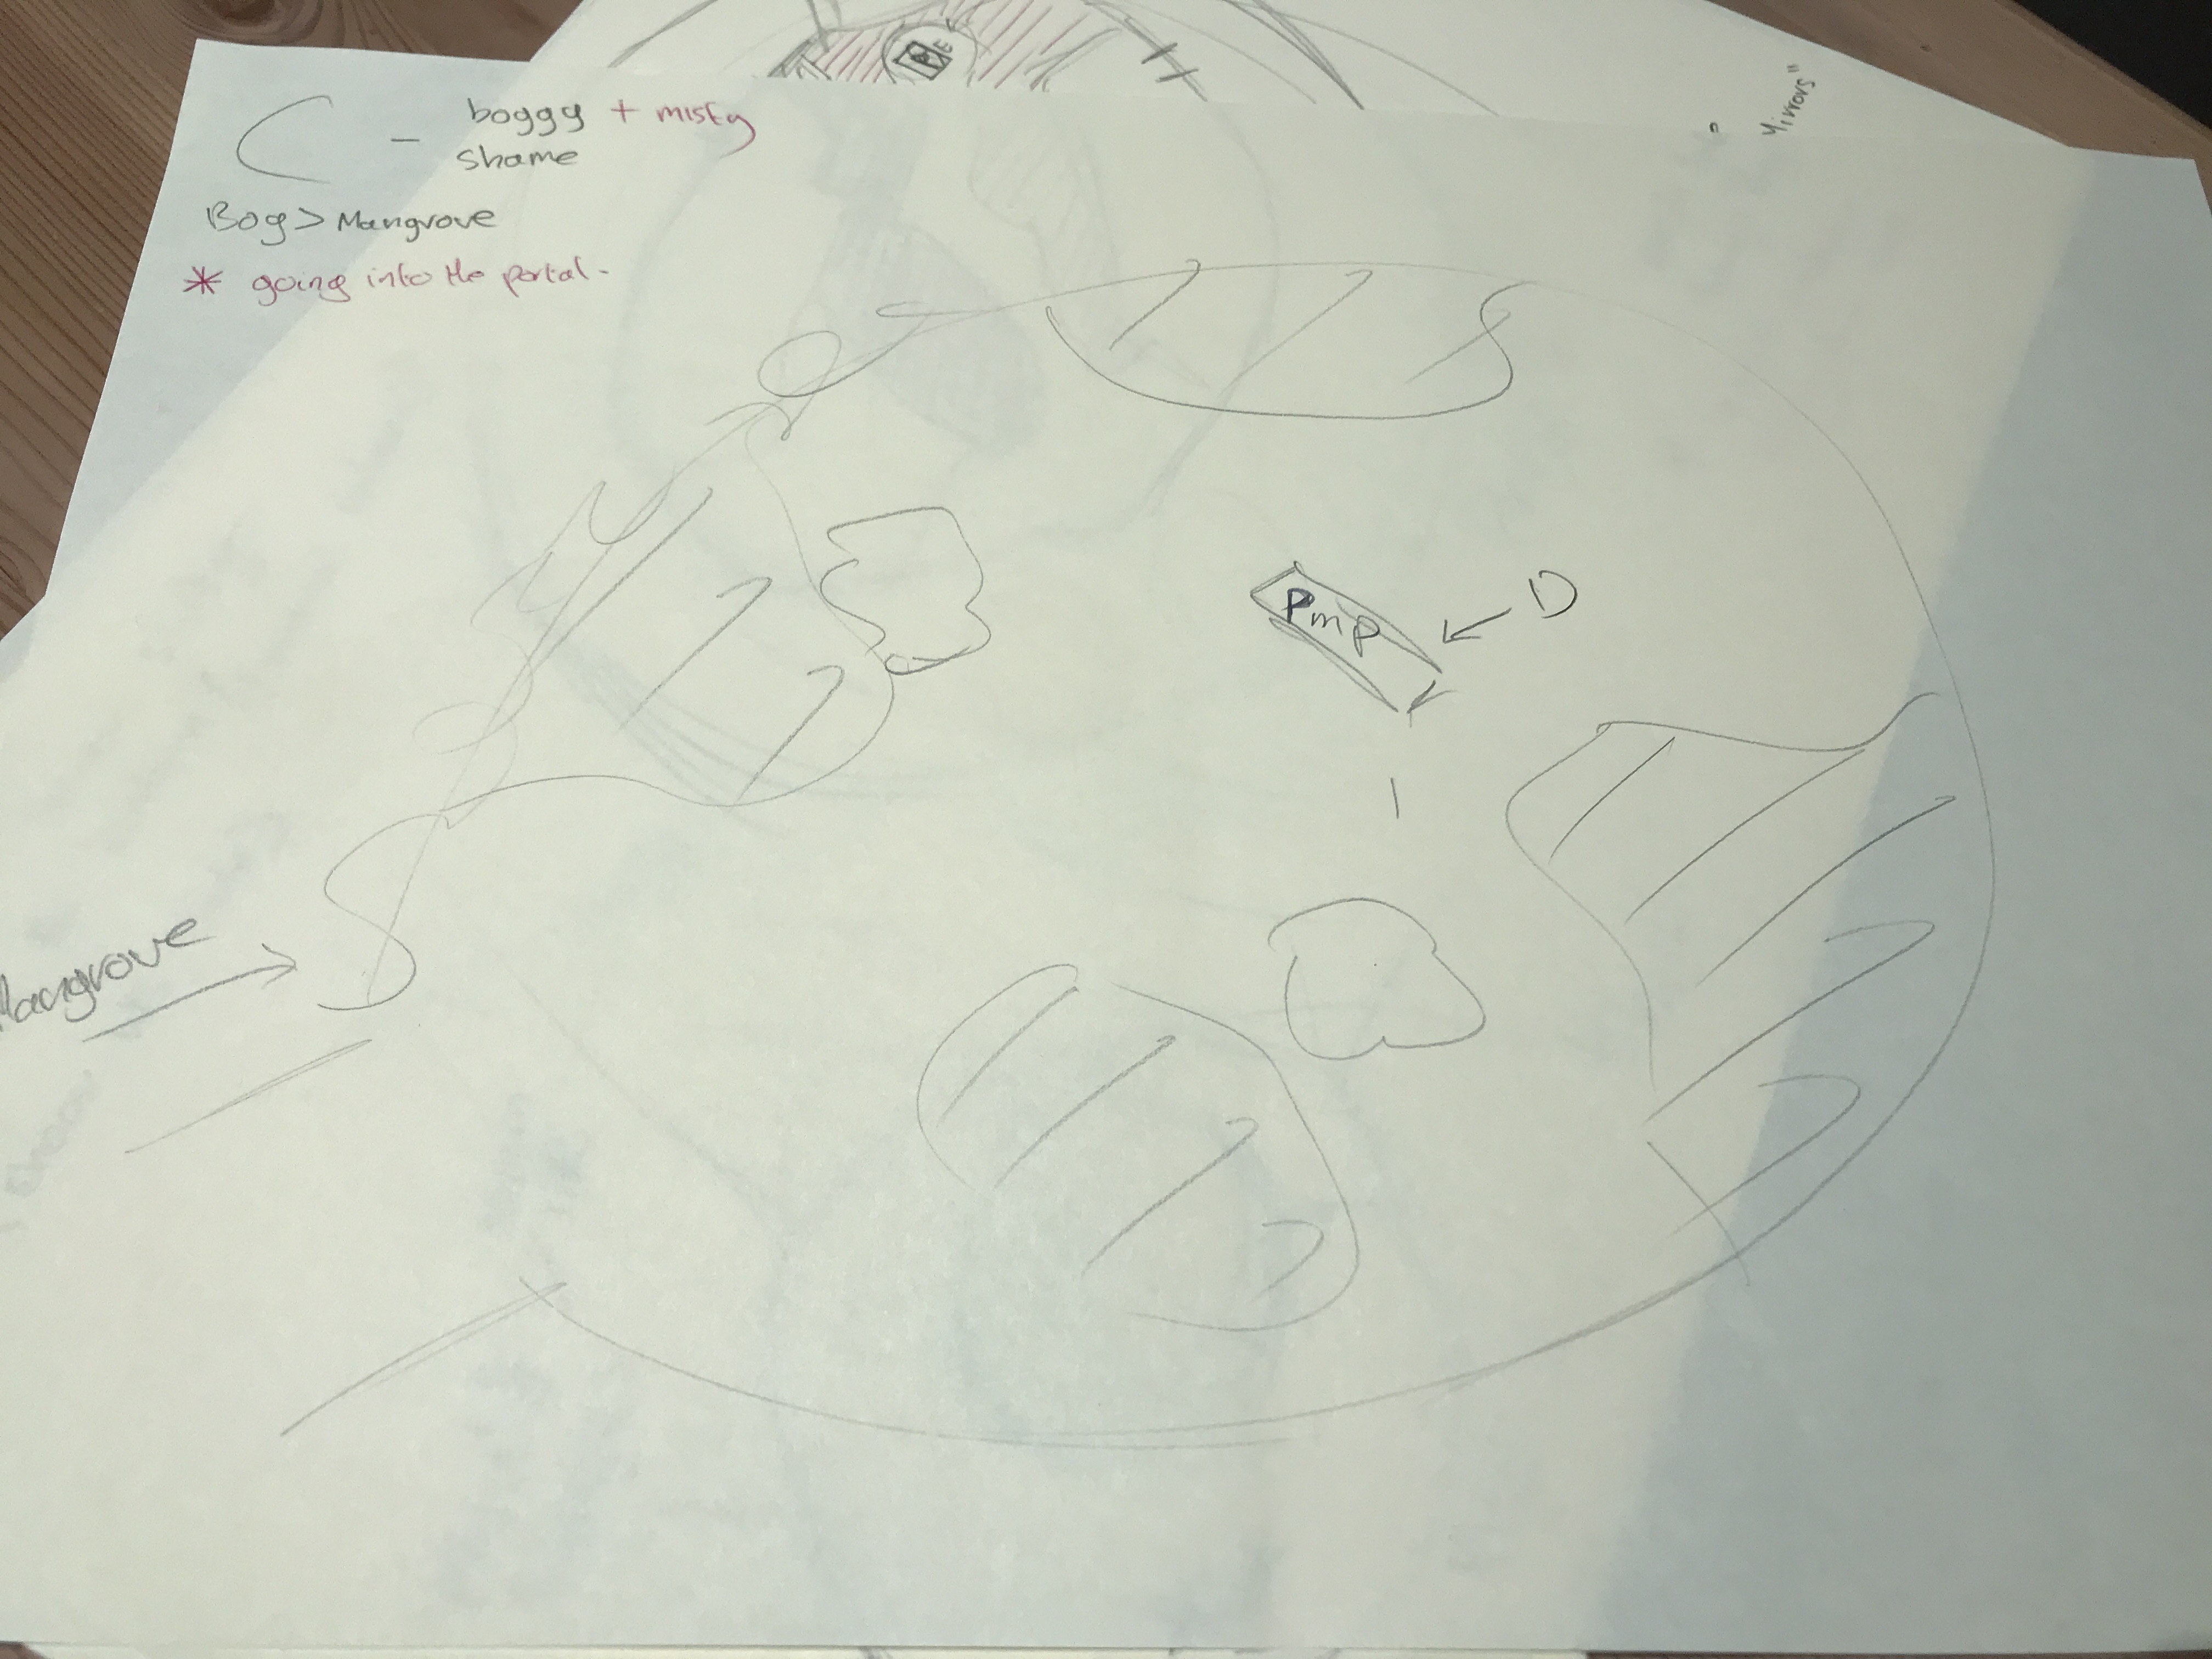 C - boggy + misty
shame
Bog > Mangrove
* going into the portal -
Mirrors"
PMP
D
Mangrove